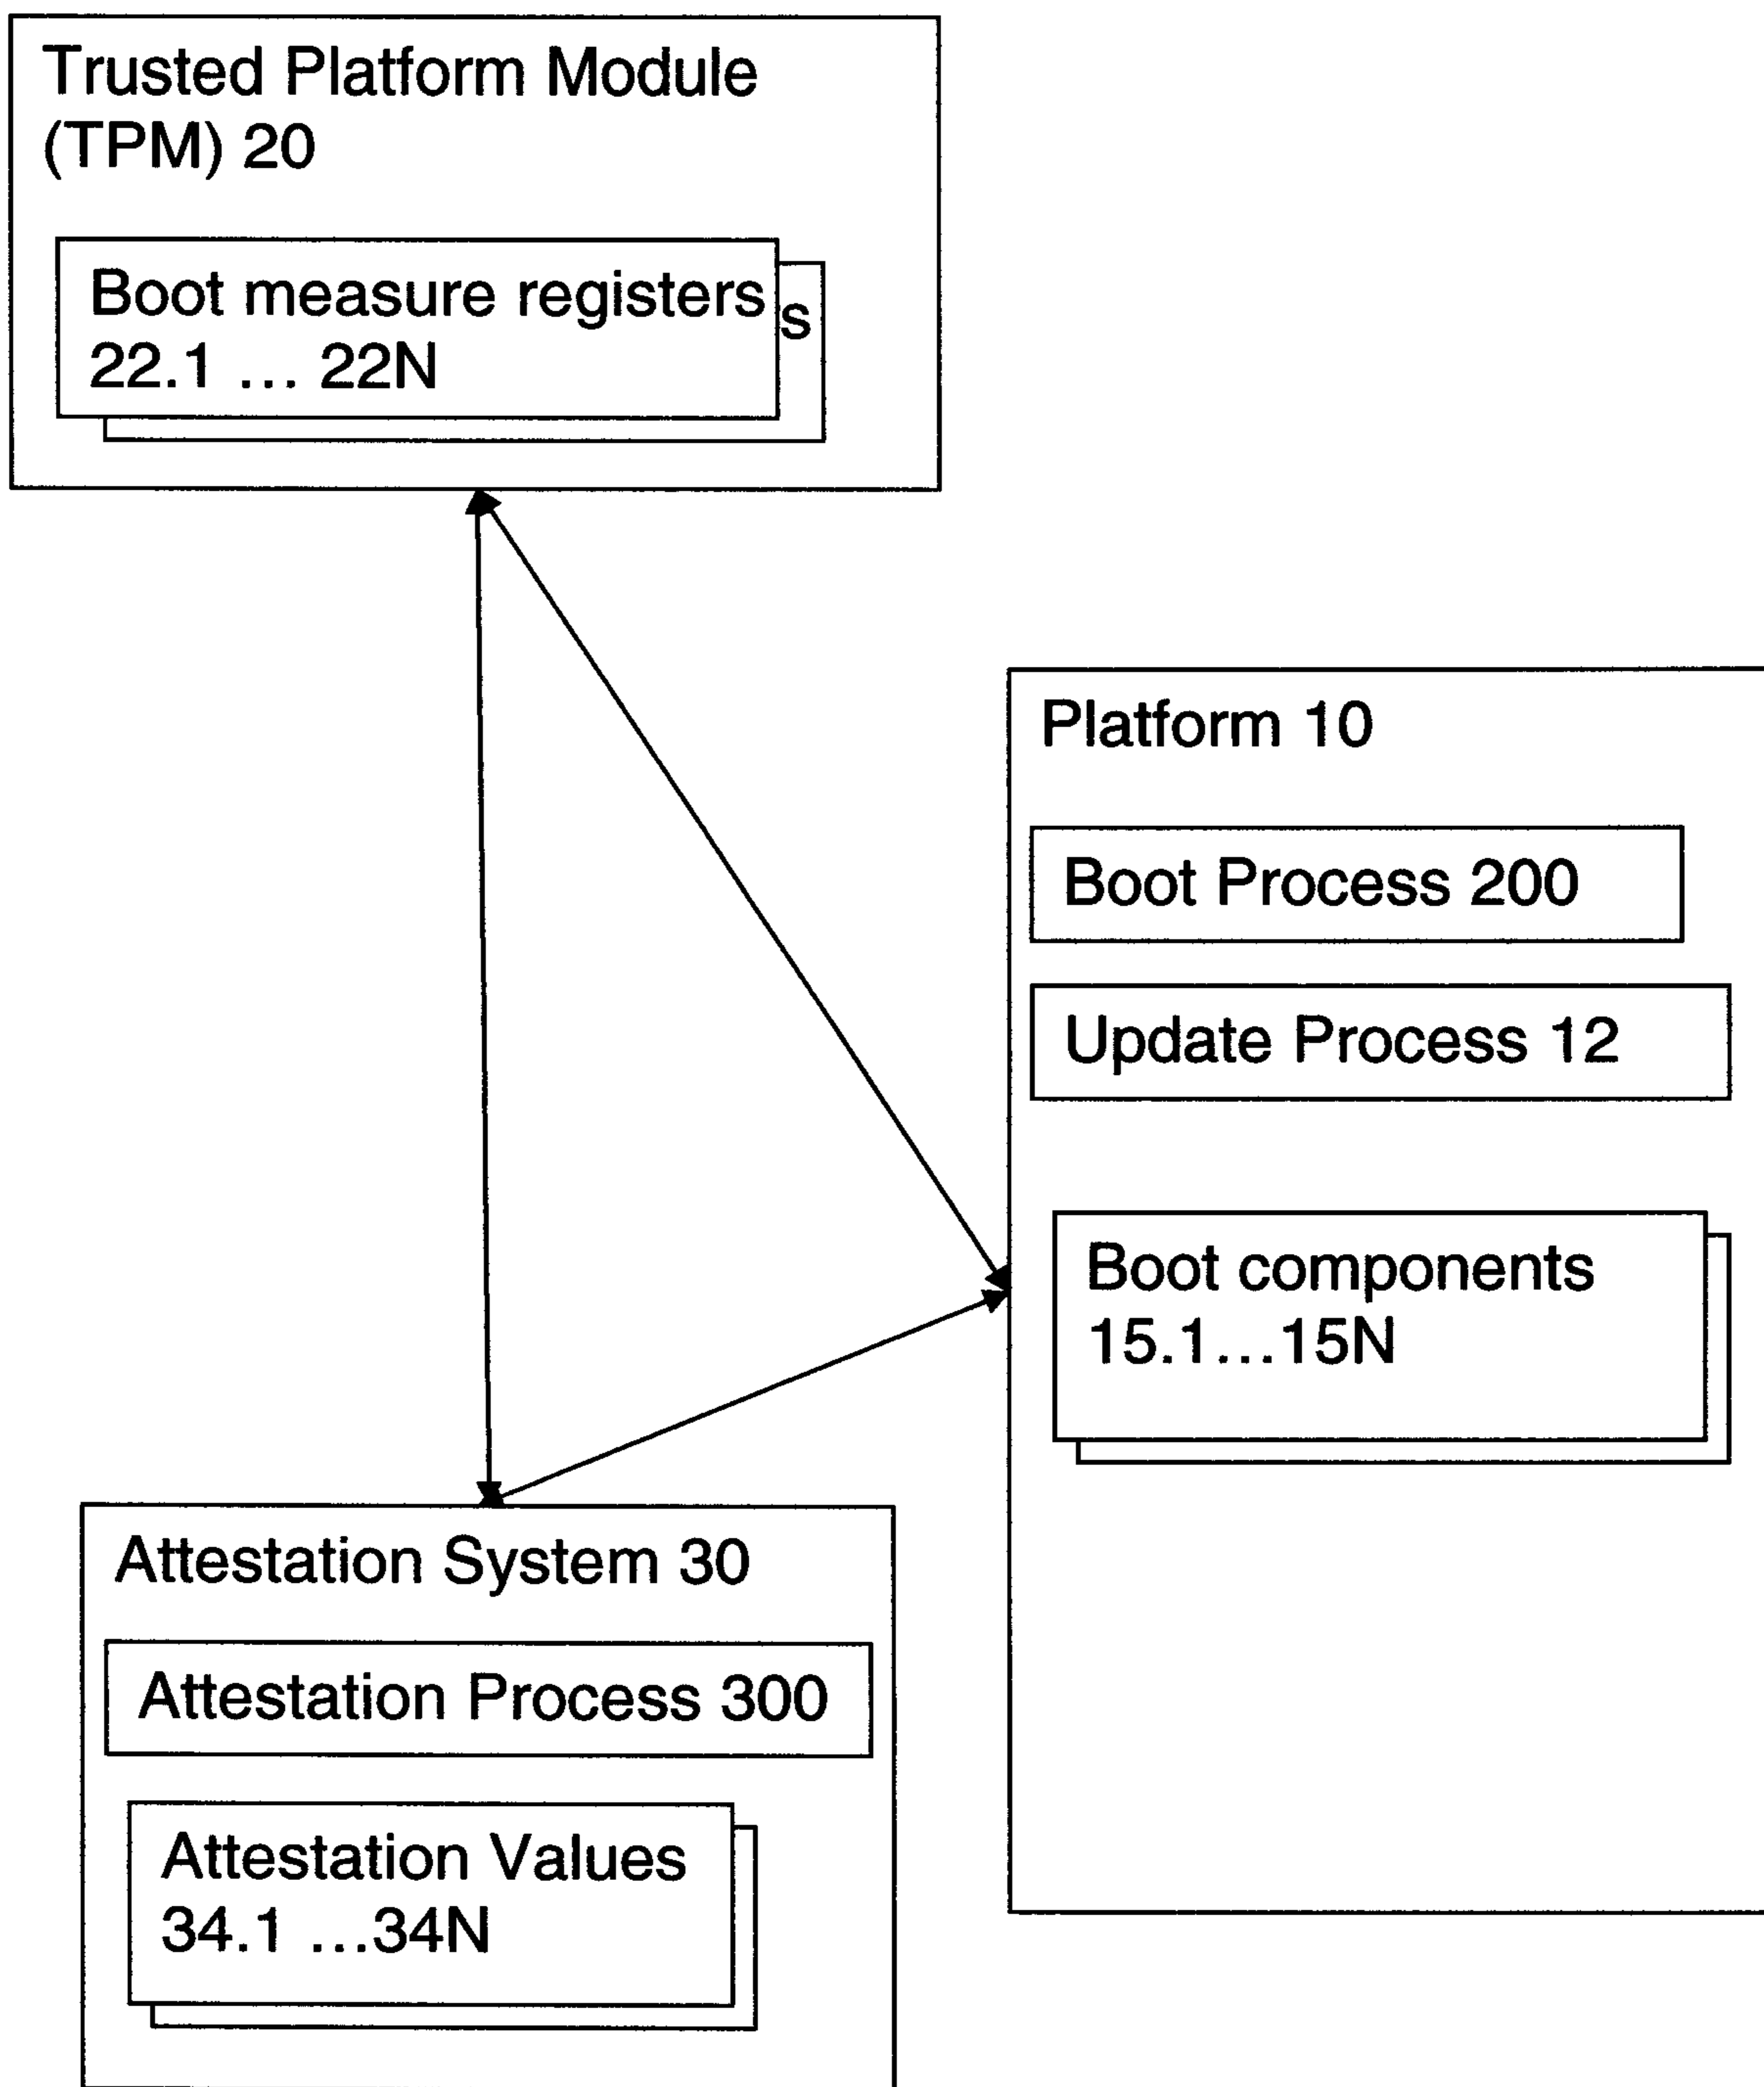 Trusted Platform Module
(TPM) 20
Boot measure registers
s
22.1 ... 22N
Platform 10
Boot Process 200
Update Process 12
Boot components
15.1...15N
Attestation System 30
Attestation Process 300
Attestation Values
34.1 ...34N